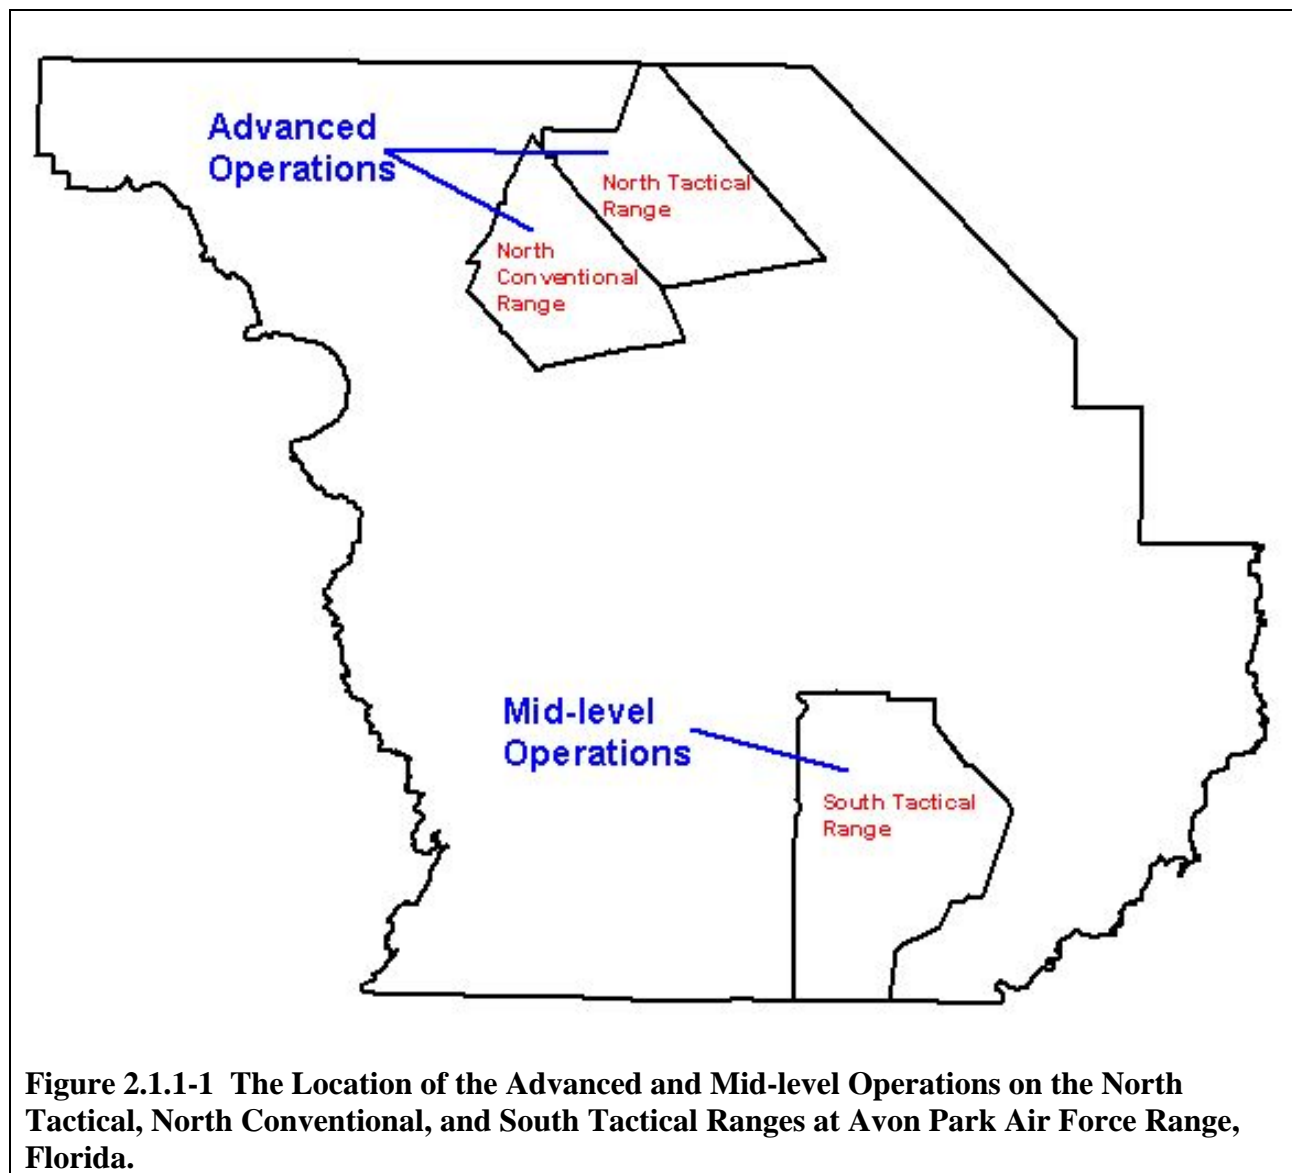 Advanced
Operations
North Tactical
Range
North
Conventional
Range
Mid-level
Operations
South Tactical
Range
Figure 2.1.1-1 The Location of the Advanced and Mid-level Operations on the North
Tactical, North Conventional, and South Tactical Ranges at Avon Park Air Force Range,
Florida.